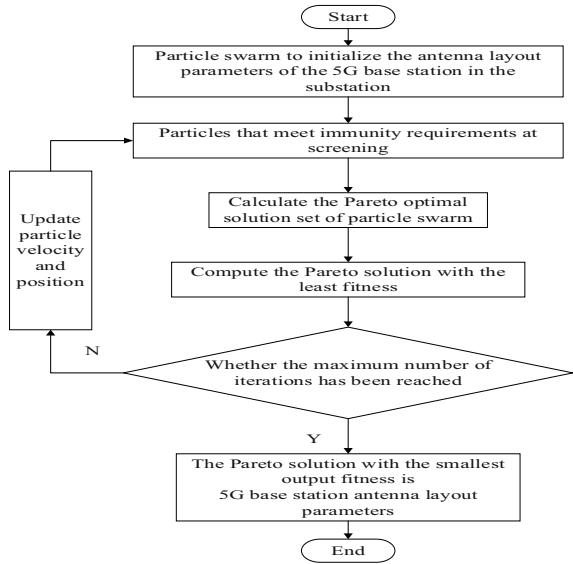 Start
Particle swarm to initialize the antenna layout
parameters of the 5G base station in the
substation
Particles that meet immunity requirements at
screening
Calculate the Pareto optimal
solution set of particle swarm
Update
particle
velocity
and
position
Compute the Pareto solution with the
least fitness
N
Whether the maximum number of
iterations has been reached
Y
The Pareto solution with the smallest
output fitness is
5G base station antenna layout
parameters
End